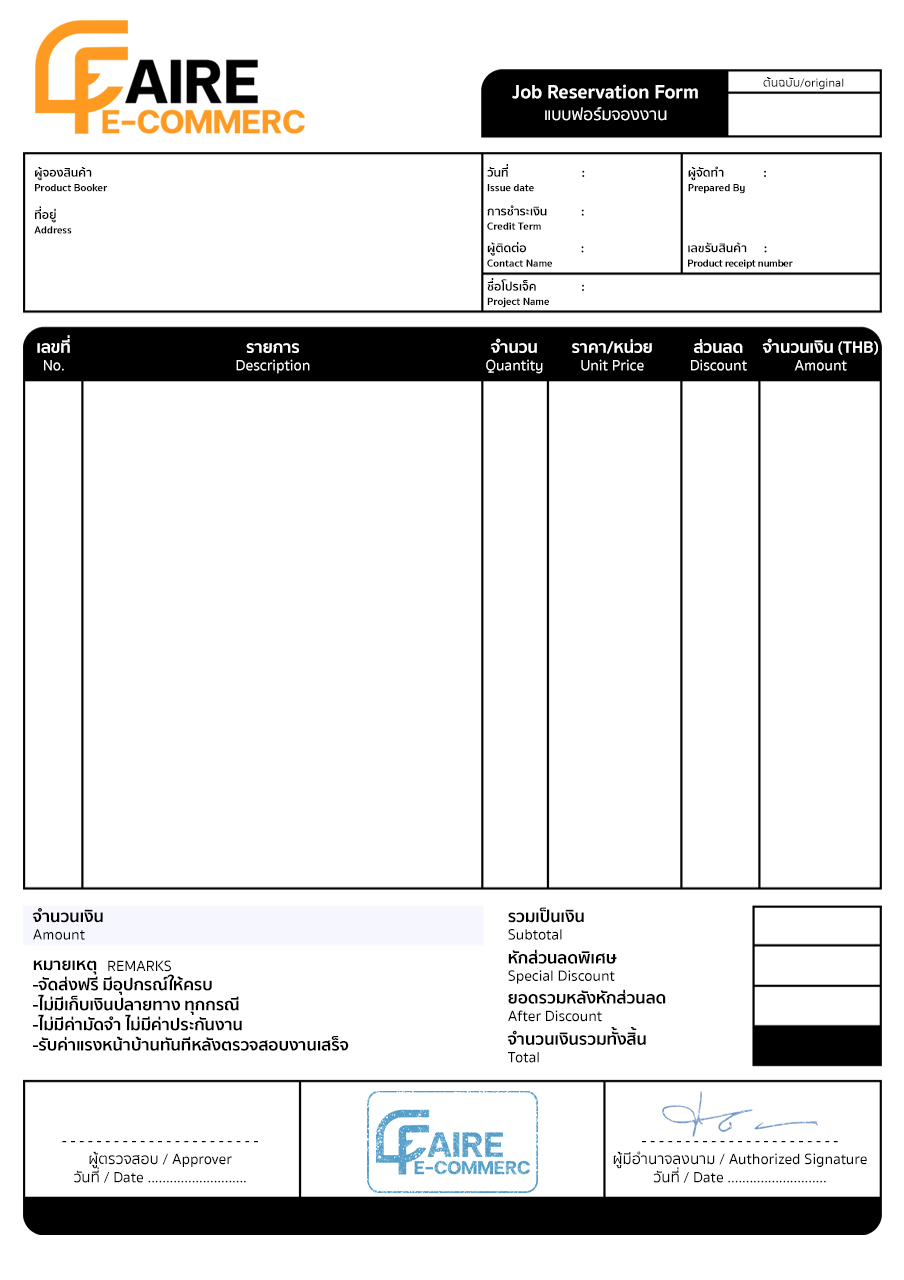 FAIRE
E-COMMERC
Job Reservation Form
แบบฟอร์มจองงาน
ต้นฉบับ/original
ผู้จองสินค้า
Product Booker
ที่อยู่
Address
วันที่ :
Issue date
การชำระเงิน :
Credit Term
ผู้ติดต่อ :
Contact Name
ผู้จัดทำ :
Prepared By
เลขรับสินค้า :
Product receipt number
ชื่อโปรเจ็ค :
Project Name
เลขที่ รายการ จำนวน ราคา/หน่วย ส่วนลด จำนวนเงิน (THB)
No. Description Quantity Unit Price Discount Amount
จำนวนเงิน
Amount
หมายเหตุ REMARKS
-จัดส่งฟรี มีอุปกรณ์ให้ครบ
-ไม่มีเก็บเงินปลายทาง ทุกกรณี
-ไม่มีค่ามัดจำ ไม่มีค่าประกันงาน
-รับค่าแรงหน้าบ้านทันทีหลังตรวจสอบงานเสร็จ
รวมเป็นเงิน
Subtotal
หักส่วนลดพิเศษ
Special Discount
ยอดรวมหลังหักส่วนลด
After Discount
จำนวนเงินรวมทั้งสิ้น
Total
ผู้ตรวจสอบ / Approver
วันที่ / Date ..........................
FAIRE
E-COMMERC
ผู้มีอำนาจลงนาม / Authorized Signature
วันที่ / Date ...........................